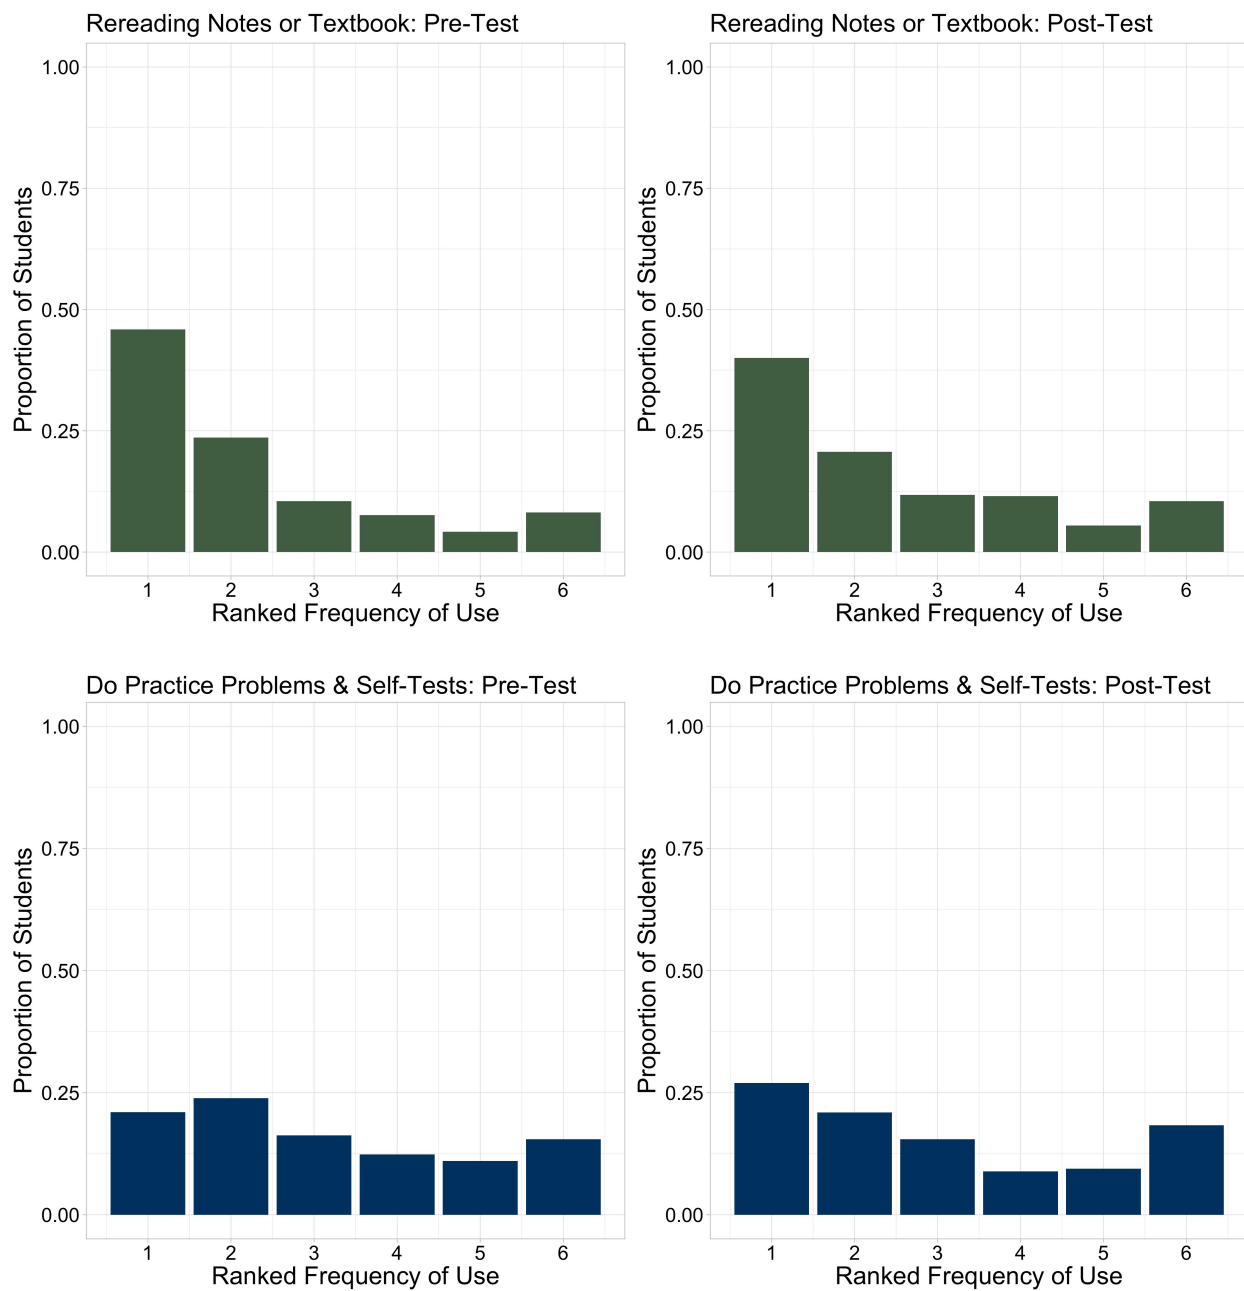 Rereading Notes or Textbook: Pre-Test
1.00
0.75
0.50
0.25
0.00
Proportion of Students
1 2 3 4 5 6
Ranked Frequency of Use
Rereading Notes or Textbook: Post-Test
1.00
0.75
0.50
0.25
0.00
Proportion of Students
1 2 3 4 5 6
Ranked Frequency of Use
Do Practice Problems & Self-Tests: Pre-Test
1.00
0.75
0.50
0.25
0.00
Proportion of Students
1 2 3 4 5 6
Ranked Frequency of Use
Do Practice Problems & Self-Tests: Post-Test
1.00
0.75
0.50
0.25
0.00
Proportion of Students
1 2 3 4 5 6
Ranked Frequency of Use